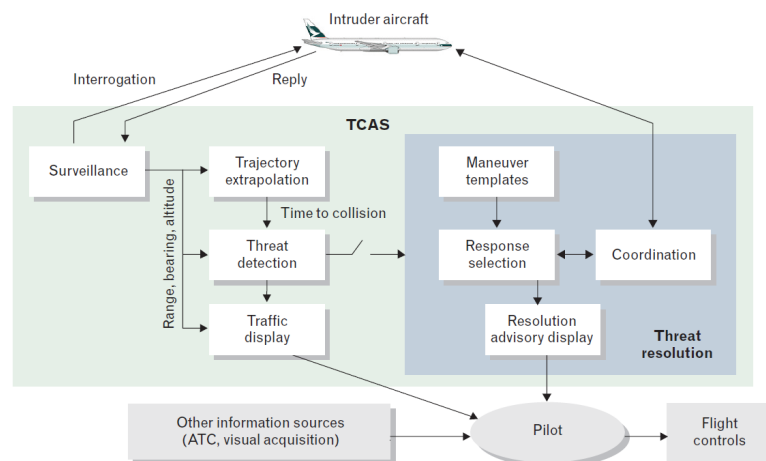 Intruder aircraft
Interrogation
Reply
TCAS
Surveillance
Trajectory
extrapolation
Maneuver
templates
Range, bearing, altitude
Time to collision
Threat
detection
Response
selection
Coordination
Traffic
display
Resolution
advisory display
Threat
resolution
Other information sources
(ATC, visual acquisition)
Pilot
Flight
controls